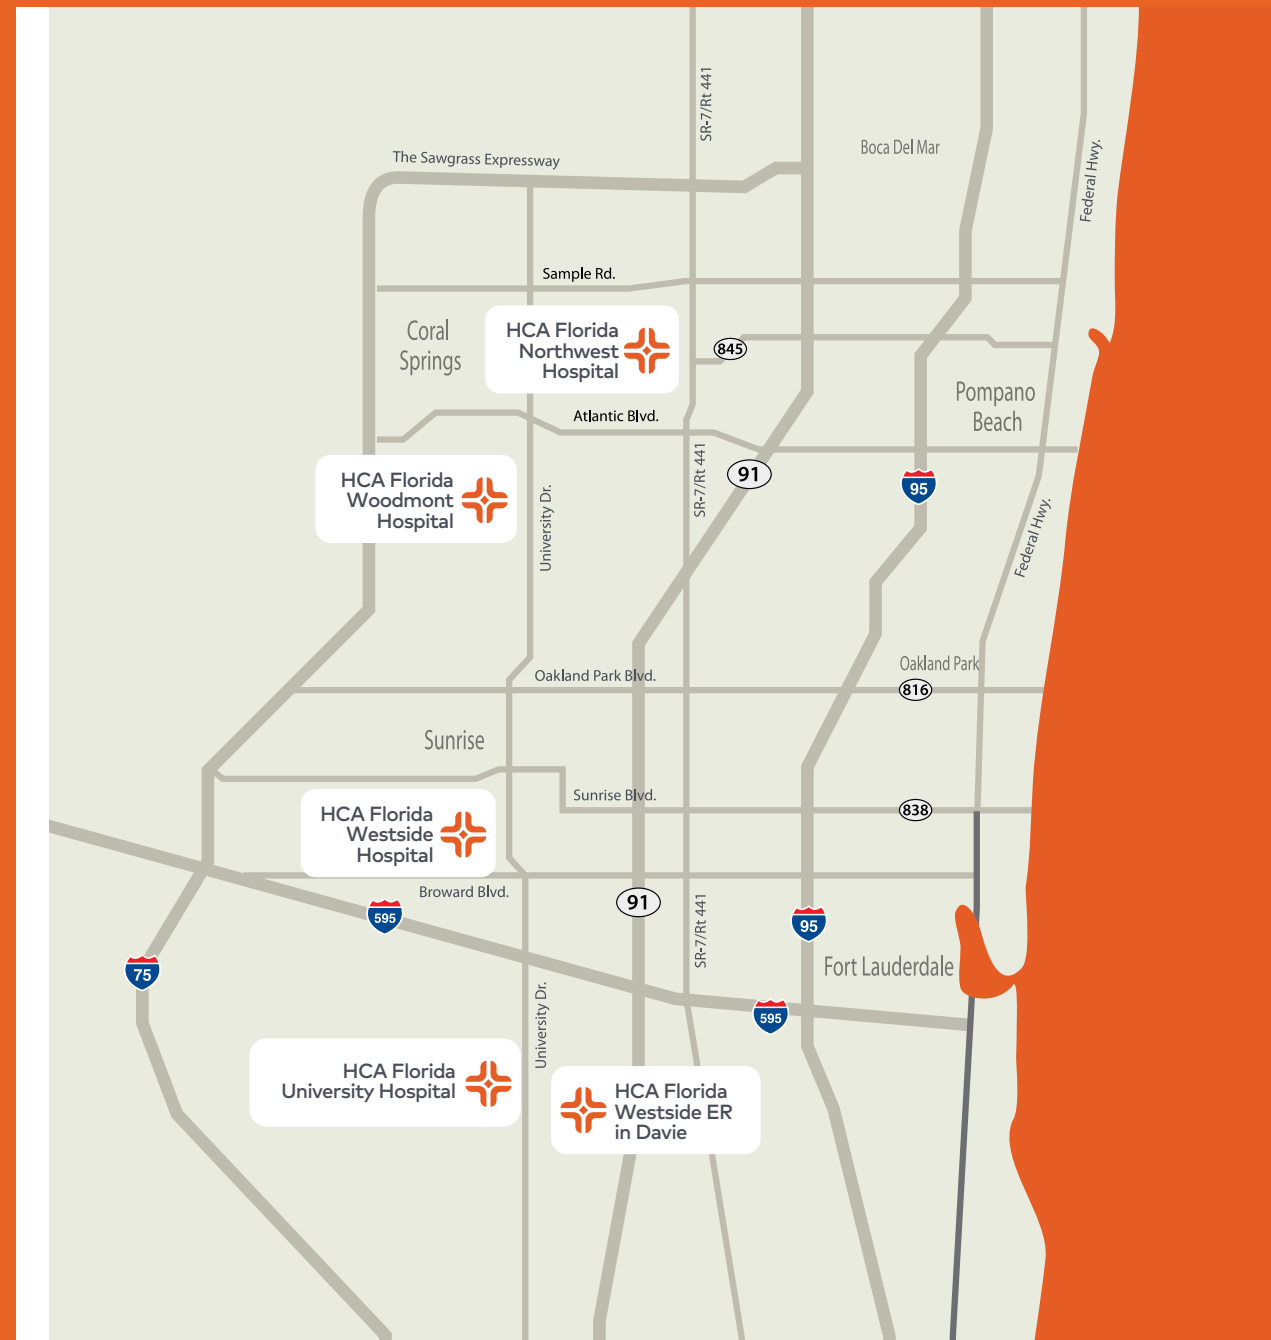 SR-7/Rt 441
Boca Del Mar
Federal Hwy.
The Sawgrass Expressway
Sample Rd.
Coral
Springs
HCA Florida
Northwest
Hospital
845
Pompano
Beach
Atlantic Blvd.
HCA Florida
Woodmont
Hospital
University Dr.
SR-7/Rt 441
91
95
Federal Hwy.
Oakland Park
Oakland Park Blvd.
816
Sunrise
Sunrise Blvd.
838
HCA Florida
Westside
Hospital
Broward Blvd.
595
91
SR-7/Rt 441
95
Fort Lauderdale
75
University Dr.
595
HCA Florida
University Hospital
HCA Florida
Westside ER
in Davie